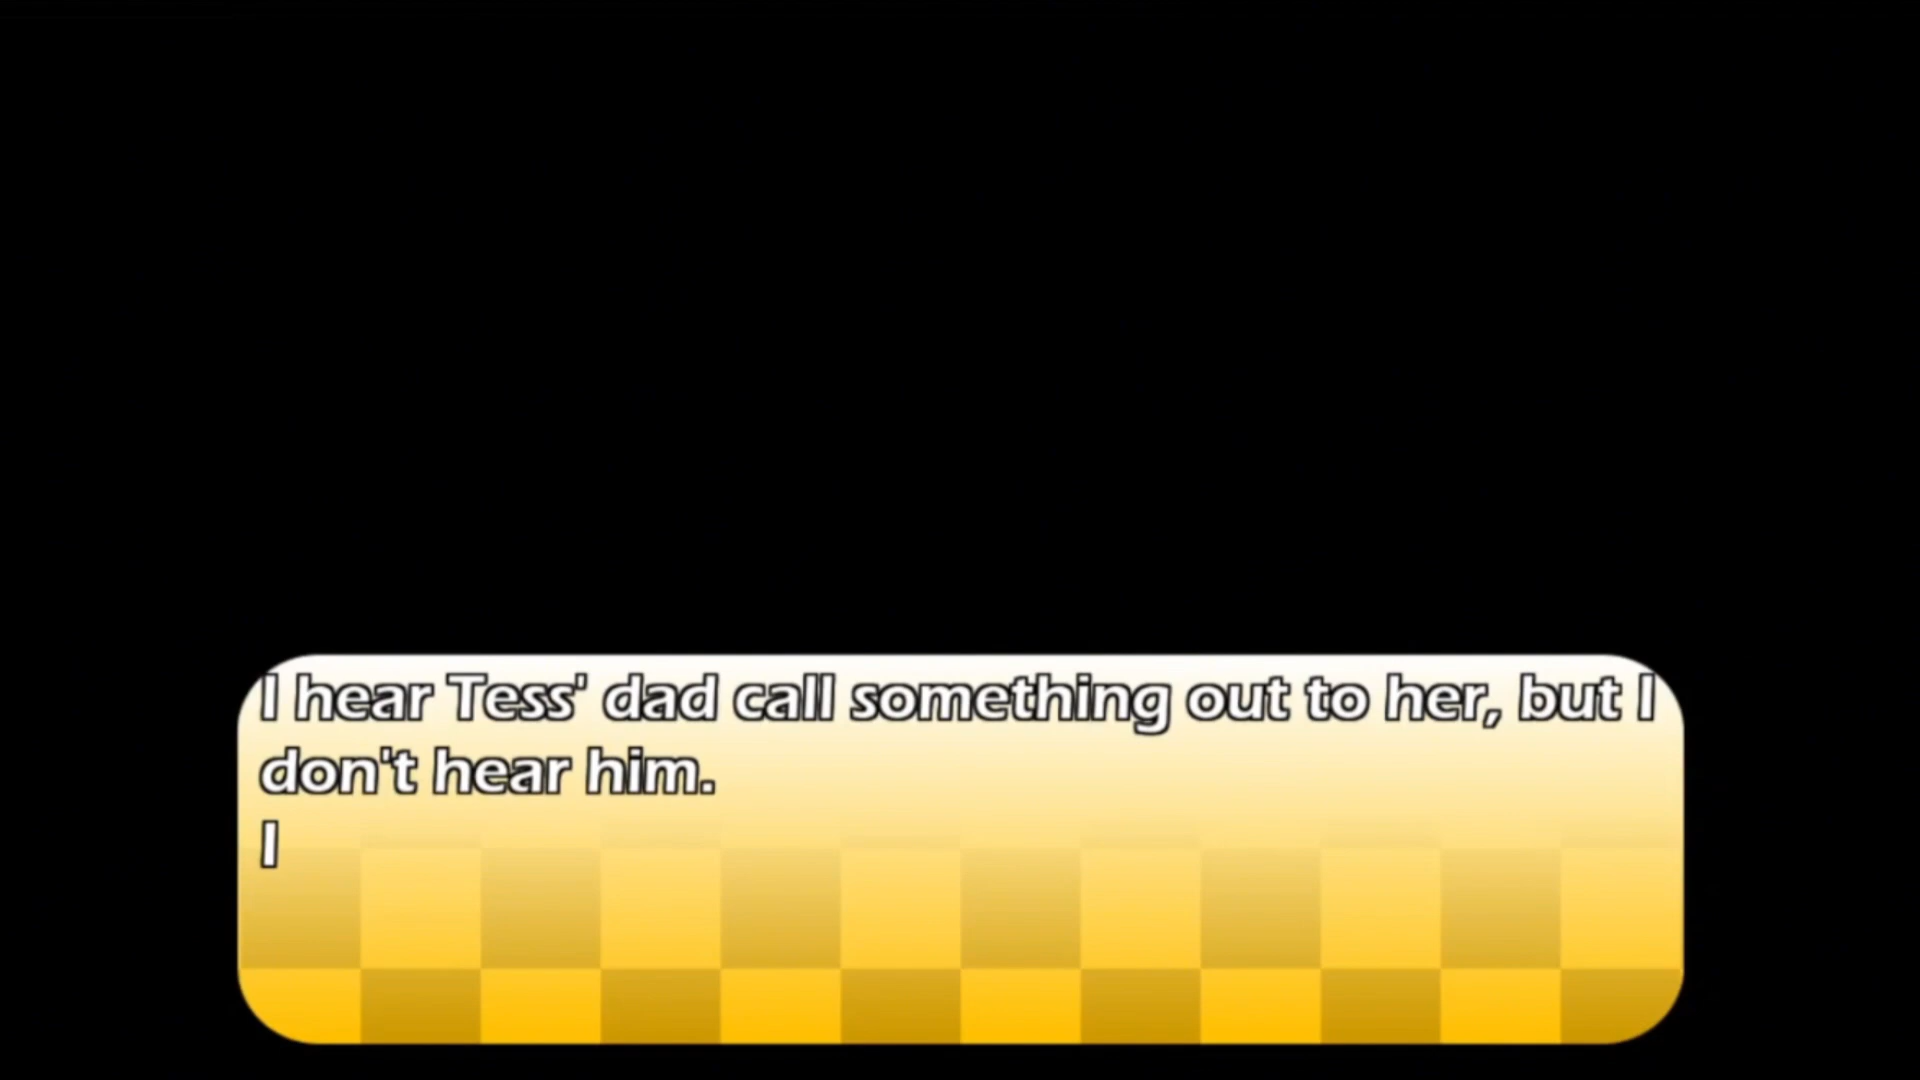 I hear Tess' dad call something out to her, but I
don't hear him.
I